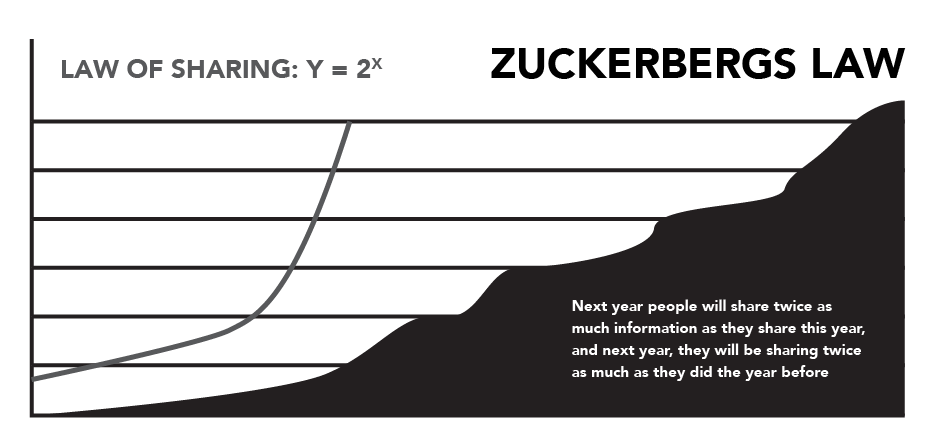 LAW OF SHARING: Y = 2ˣ
ZUCKERBERGS LAW
Next year people will share twice as
much information as they share this year,
and next year, they will be sharing twice
as much as they did the year before